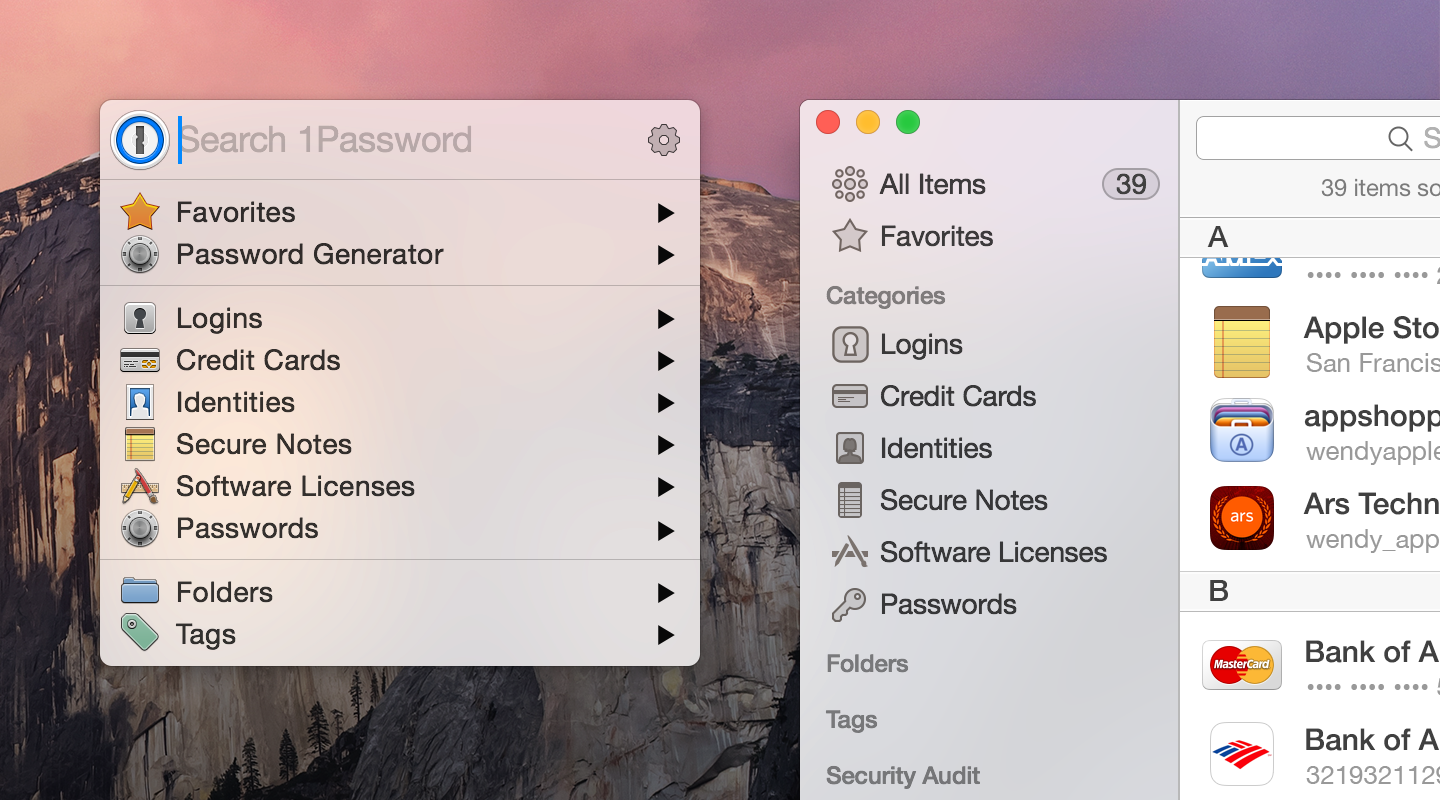 Search 1Password
Favorites
Password Generator
Logins
Credit Cards
Identities
Secure Notes
Software Licenses
Passwords
Folders
Tags
All Items 39
Favorites
Categories
Logins
Credit Cards
Identities
Secure Notes
Software Licenses
Passwords
Folders
Tags
Security Audit
S
39 items so
A
AMEX
•••• •••• •••• 2
Apple Sto
San Francis
A
appshopp
wendyapple
ars
Ars Techn
wendy_app
B
MasterCard
Bank of A
•••• •••• •••• 5
Bank of A
3219321129